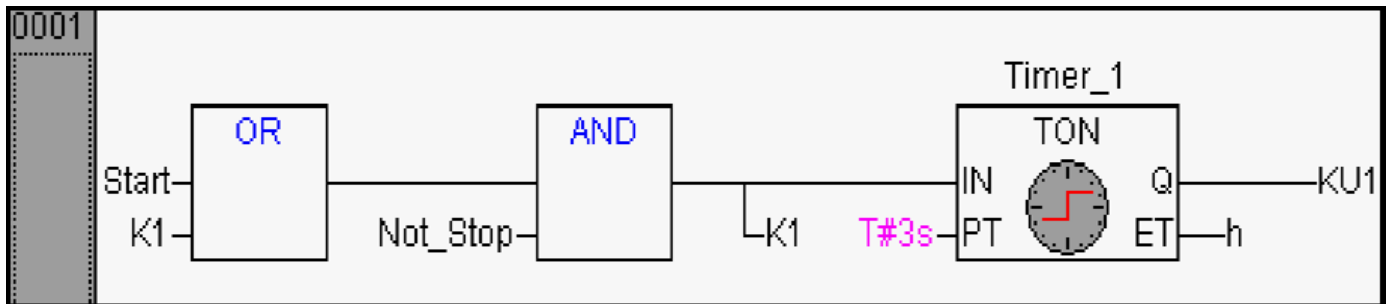 0001
Timer_1
OR
AND
TON
Start
IN
Q
KU1
K1
Not_Stop
K1
T#3s
PT
ET
h